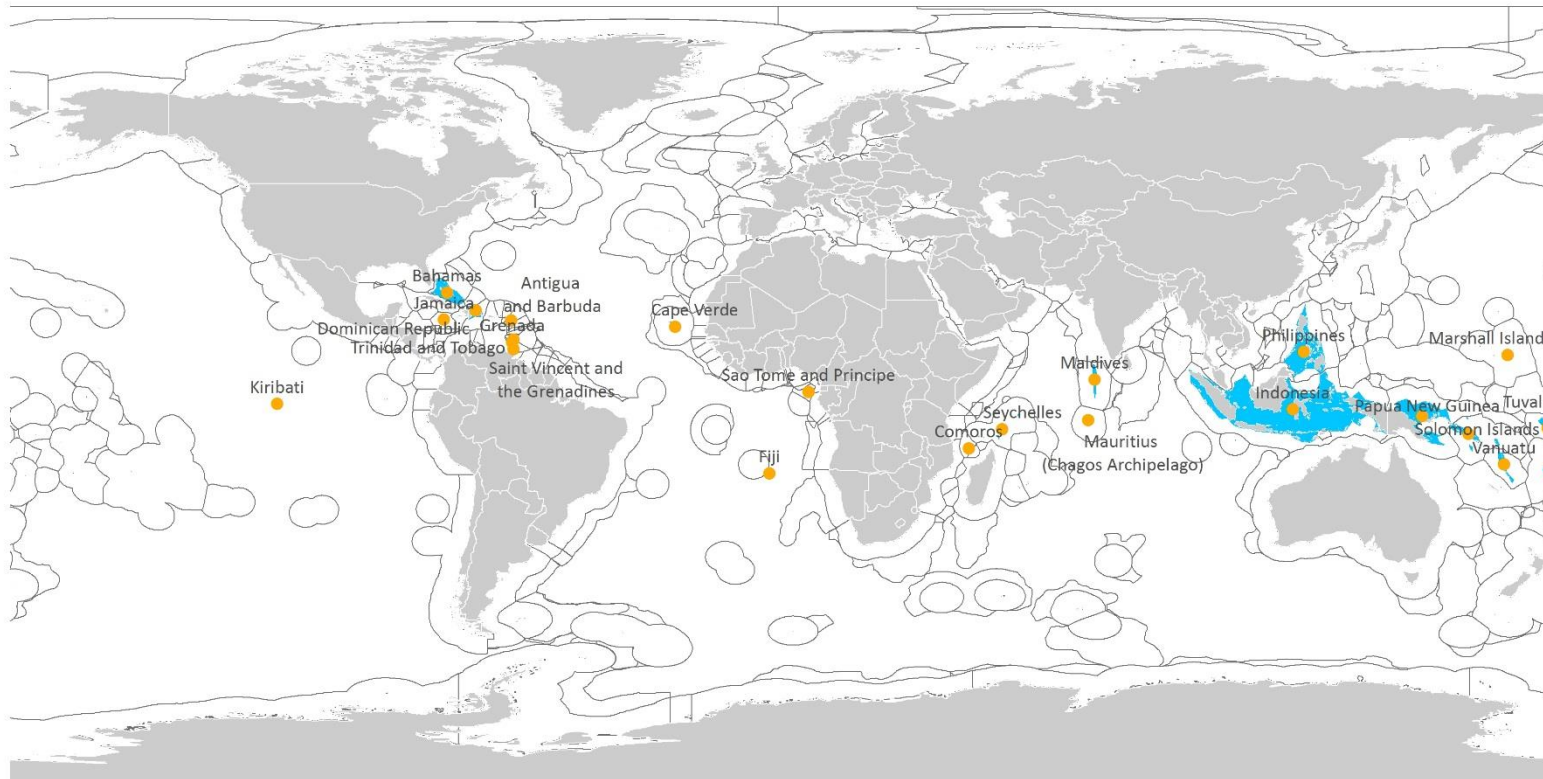 Bahamas
Antigua
and Barbuda
Jamaica
Cape Verde
Dominican Republic
Grenada
Trinidad and Tobago
Saint Vincent and
the Grenadines
Kiribati
Sao Tome and Principe
Fiji
Comoros
Seychelles
Maldives
Mauritius
(Chagos Archipelago)
Philippines
Marshall Island
Indonesia
Papua New Guinea
Tuval
Solomon Islands
Vanuatu